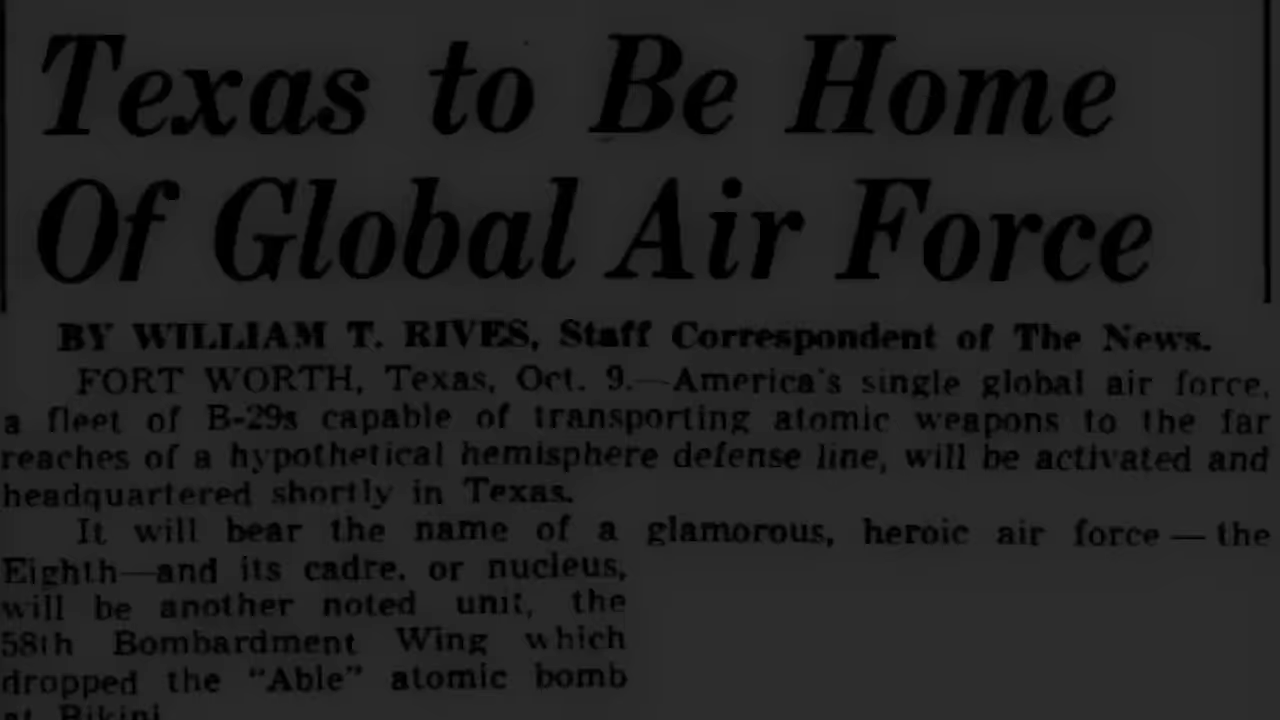 Texas to Be Home
Of Global Air Force
BY WILLIAM T. RIVES, Staff Correspondent of The News.
FORT WORTH, Texas, Oct. 9.—America's single global air force,
a fleet of B-29s capable of transporting atomic weapons to the far
reaches of a hypothetical hemisphere defense line, will be activated and
headquartered shortly in Texas.
It will bear the name of a glamorous, heroic air force — the
Eighth—and its cadre, or nucleus,
will be another noted unit, the
58th Bombardment Wing which
dropped the “Able” atomic bomb
at Bikini